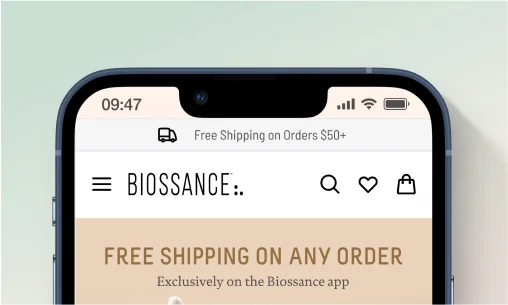 09:47
Free Shipping on Orders $50+
BIOSSANCE
FREE SHIPPING ON ANY ORDER
Exclusively on the Biossance app